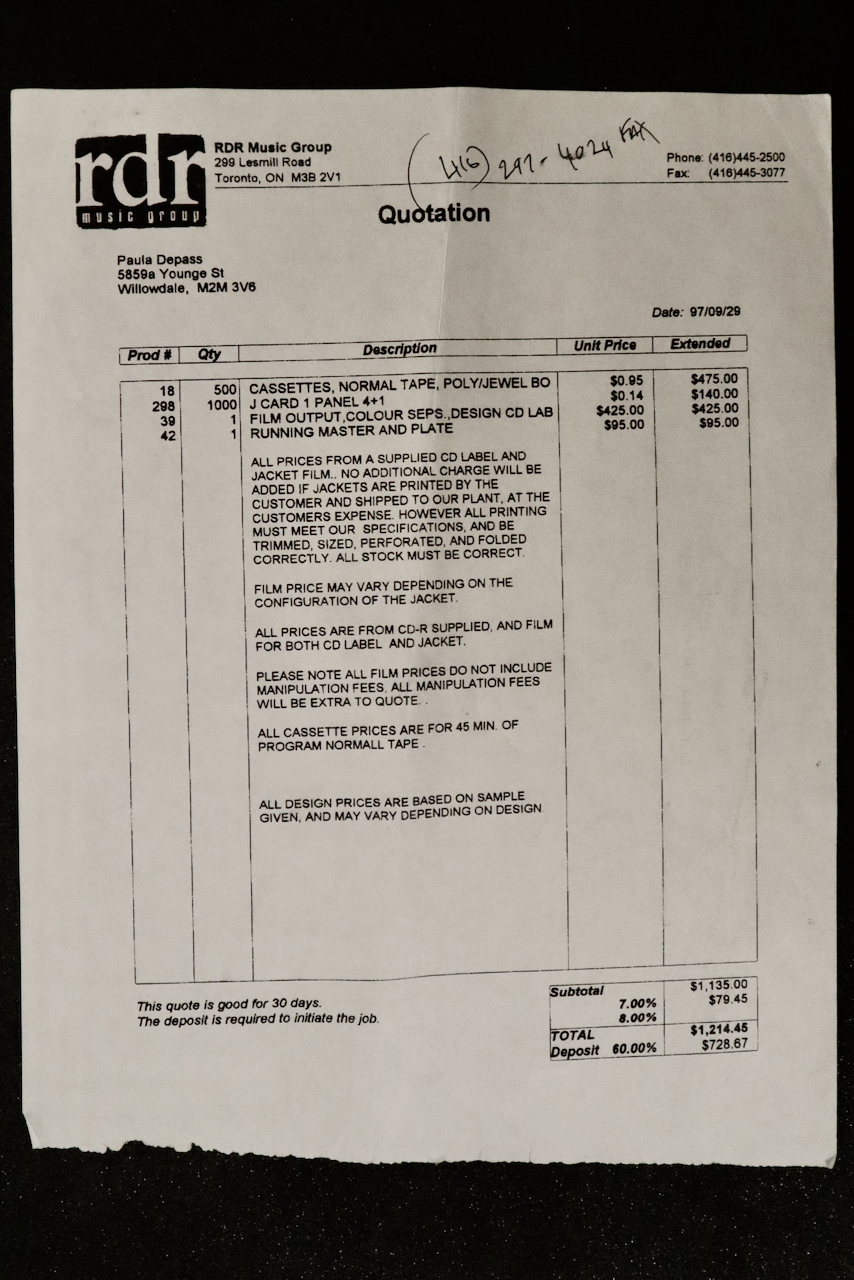 rdr
music group
RDR Music Group
299 Lesmill Road
Toronto, ON M3B 2V1
(416) 297-4024 FAX
Phone: (416)445-2500
Fax: (416)445-3077
Quotation
Paula Depass
5859a Younge St
Willowdale, M2M 3V6
Date: 97/09/29
Prod # Qty Description Unit Price Extended
18 500 CASSETTES, NORMAL TAPE, POLY/JEWEL BO $0.95 $475.00
298 1000 J CARD 1 PANEL 4+1 $0.14 $140.00
39 1 FILM OUTPUT,COLOUR SEPS.,DESIGN CD LAB $425.00 $425.00
42 1 RUNNING MASTER AND PLATE $95.00 $95.00
ALL PRICES FROM A SUPPLIED CD LABEL AND
JACKET FILM.. NO ADDITIONAL CHARGE WILL BE
ADDED IF JACKETS ARE PRINTED BY THE
CUSTOMER AND SHIPPED TO OUR PLANT, AT THE
CUSTOMERS EXPENSE. HOWEVER ALL PRINTING
MUST MEET OUR SPECIFICATIONS, AND BE
TRIMMED, SIZED, PERFORATED, AND FOLDED
CORRECTLY. ALL STOCK MUST BE CORRECT.
FILM PRICE MAY VARY DEPENDING ON THE
CONFIGURATION OF THE JACKET.
ALL PRICES ARE FROM CD-R SUPPLIED, AND FILM
FOR BOTH CD LABEL AND JACKET.
PLEASE NOTE ALL FILM PRICES DO NOT INCLUDE
MANIPULATION FEES. ALL MANIPULATION FEES
WILL BE EXTRA TO QUOTE. .
ALL CASSETTE PRICES ARE FOR 45 MIN. OF
PROGRAM NORMALL TAPE .
ALL DESIGN PRICES ARE BASED ON SAMPLE
GIVEN, AND MAY VARY DEPENDING ON DESIGN
This quote is good for 30 days.
The deposit is required to initiate the job.
Subtotal $1,135.00
7.00% $79.45
8.00%
TOTAL $1,214.45
Deposit 60.00% $728.67